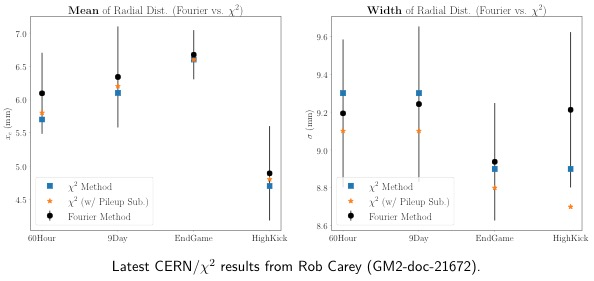 Mean of Radial Dist. (Fourier vs. χ²)
7.0
6.5
6.0
5.5
5.0
4.5
xₑ (mm)
χ² Method
χ² (w/ Pileup Sub.)
Fourier Method
60Hour 9Day EndGame HighKick
Width of Radial Dist. (Fourier vs. χ²)
9.6
9.4
9.2
9.0
8.8
8.6
σ (mm)
χ² Method
χ² (w/ Pileup Sub.)
Fourier Method
60Hour 9Day EndGame HighKick
Latest CERN/χ² results from Rob Carey (GM2-doc-21672).